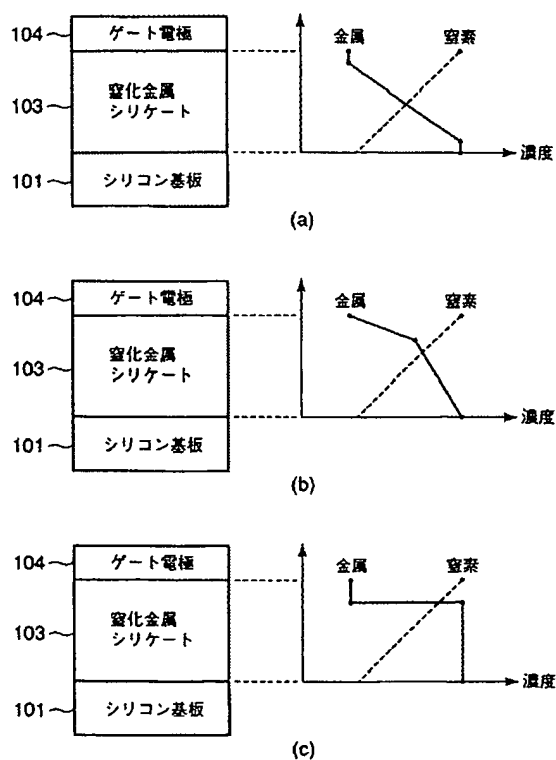 104
ゲート電極
103
窒化金属
シリケート
101
シリコン基板
金属
窒素
濃度
(a)
104
ゲート電極
103
窒化金属
シリケート
101
シリコン基板
金属
窒素
濃度
(b)
104
ゲート電極
103
窒化金属
シリケート
101
シリコン基板
金属
窒素
濃度
(c)